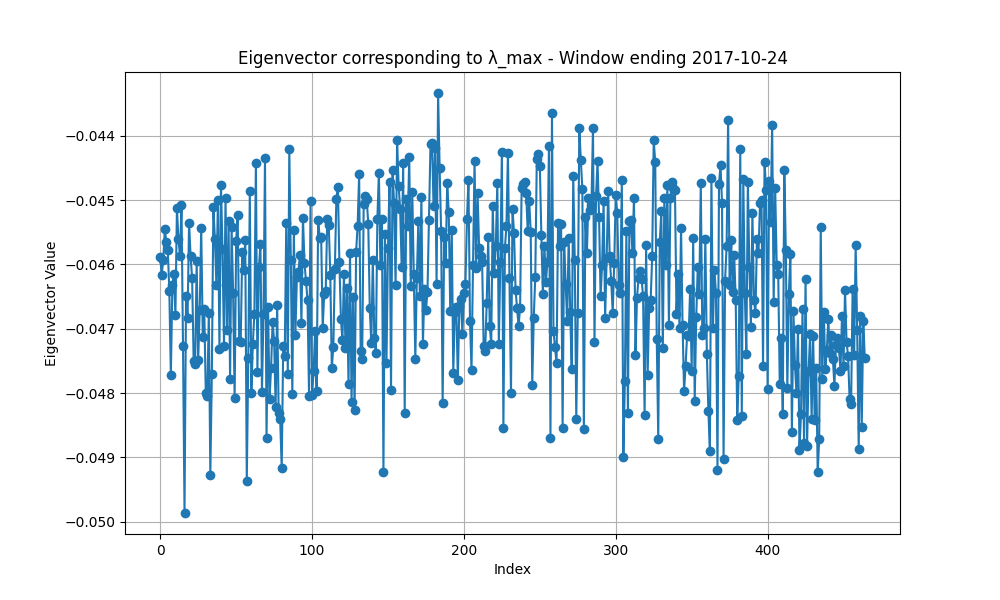 Eigenvector corresponding to λ_max - Window ending 2017-10-24
Eigenvector Value
−0.044
−0.045
−0.046
−0.047
−0.048
−0.049
−0.050
0 100 200 300 400
Index